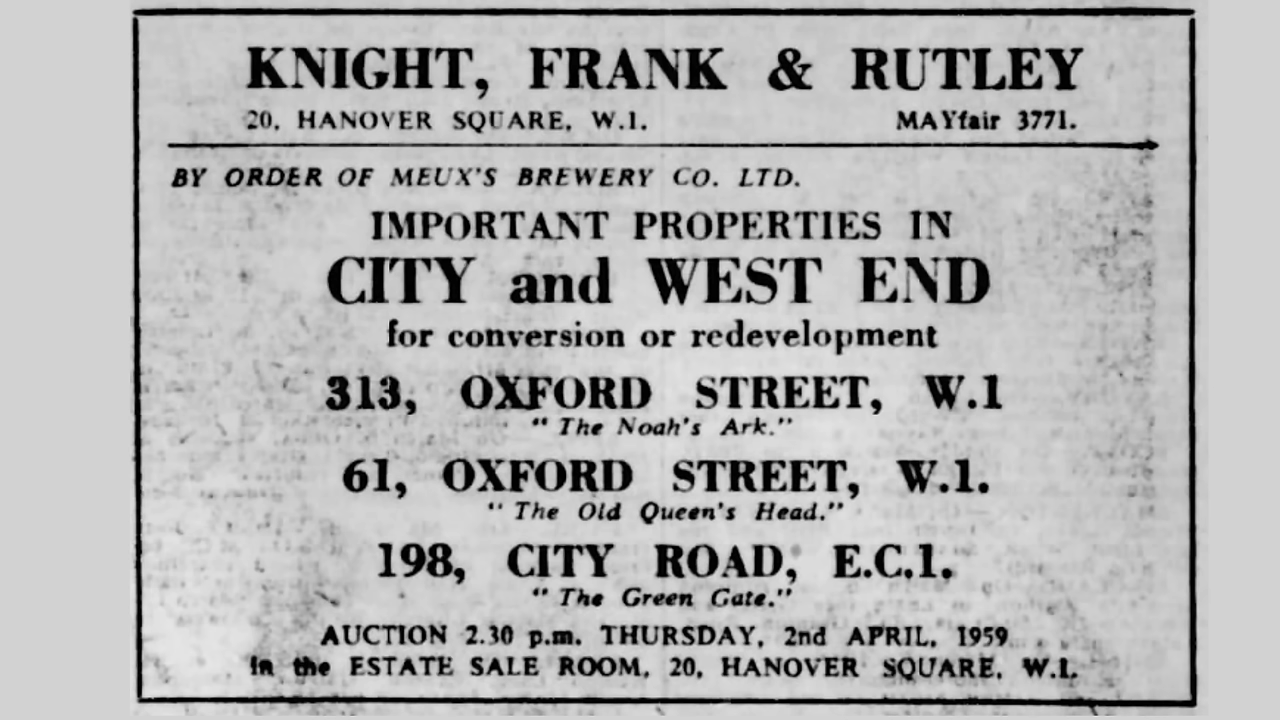 KNIGHT, FRANK & RUTLEY
20, HANOVER SQUARE, W.1. MAYfair 3771.
BY ORDER OF MEUX'S BREWERY CO. LTD.
IMPORTANT PROPERTIES IN
CITY and WEST END
for conversion or redevelopment
313, OXFORD STREET, W.1
"The Noah's Ark."
61, OXFORD STREET, W.1.
"The Old Queen's Head."
198, CITY ROAD, E.C.1.
"The Green Gate."
AUCTION 2.30 p.m. THURSDAY, 2nd APRIL, 1959
In the ESTATE SALE ROOM, 20, HANOVER SQUARE, W.1.